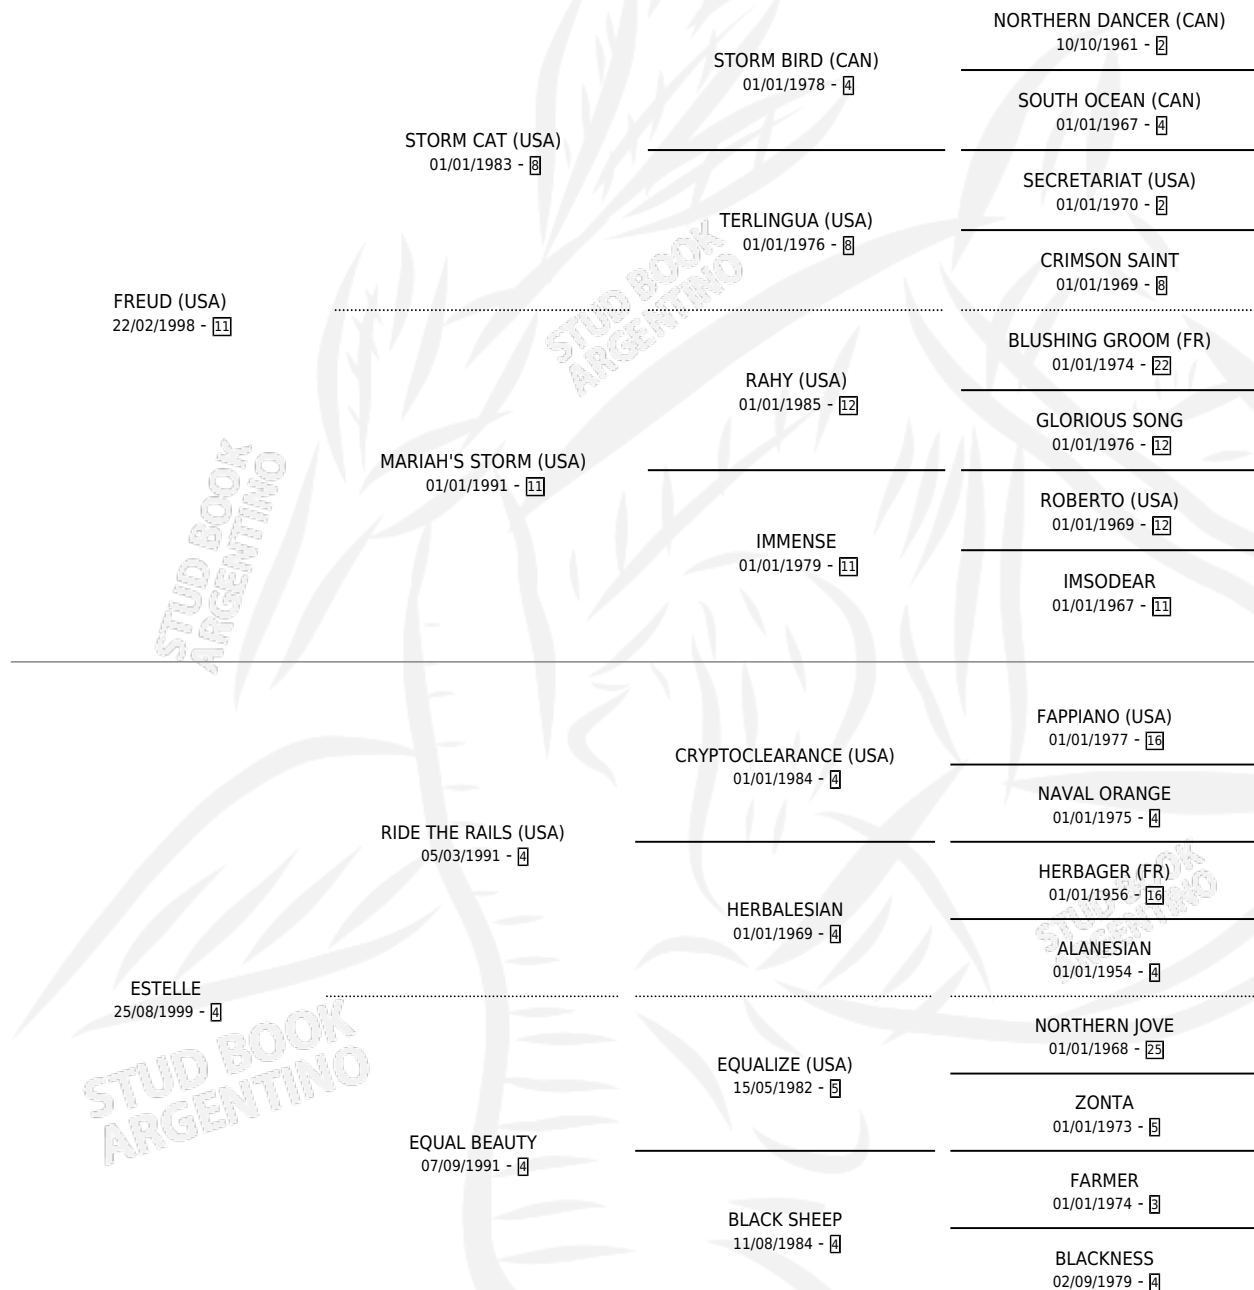 NORTHERN DANCER (CAN)
10/10/1961 - 2
STORM BIRD (CAN)
01/01/1978 - 4
SOUTH OCEAN (CAN)
01/01/1967 - 4
STORM CAT (USA)
01/01/1983 - 8
SECRETARIAT (USA)
01/01/1970 - 2
TERLINGUA (USA)
01/01/1976 - 8
CRIMSON SAINT
01/01/1969 - 8
FREUD (USA)
22/02/1998 - 11
BLUSHING GROOM (FR)
01/01/1974 - 22
RAHY (USA)
01/01/1985 - 12
GLORIOUS SONG
01/01/1976 - 12
MARIAH'S STORM (USA)
01/01/1991 - 11
ROBERTO (USA)
01/01/1969 - 12
IMMENSE
01/01/1979 - 11
IMSODEAR
01/01/1967 - 11
FAPPIANO (USA)
01/01/1977 - 16
CRYPTOCLEARANCE (USA)
01/01/1984 - 4
NAVAL ORANGE
01/01/1975 - 4
RIDE THE RAILS (USA)
05/03/1991 - 4
HERBAGER (FR)
01/01/1956 - 16
HERBALESIAN
01/01/1969 - 4
ALANESIAN
01/01/1954 - 4
ESTELLE
25/08/1999 - 4
NORTHERN JOVE
01/01/1968 - 25
EQUALIZE (USA)
15/05/1982 - 5
ZONTA
01/01/1973 - 5
EQUAL BEAUTY
07/09/1991 - 4
FARMER
01/01/1974 - 3
BLACK SHEEP
11/08/1984 - 4
BLACKNESS
02/09/1979 - 4
STUD BOOK
ARGENTINO
STUD BOOK
ARGENTINO
STUD BOOK
ARGENTINO
STUD BOOK
ARGENTINO